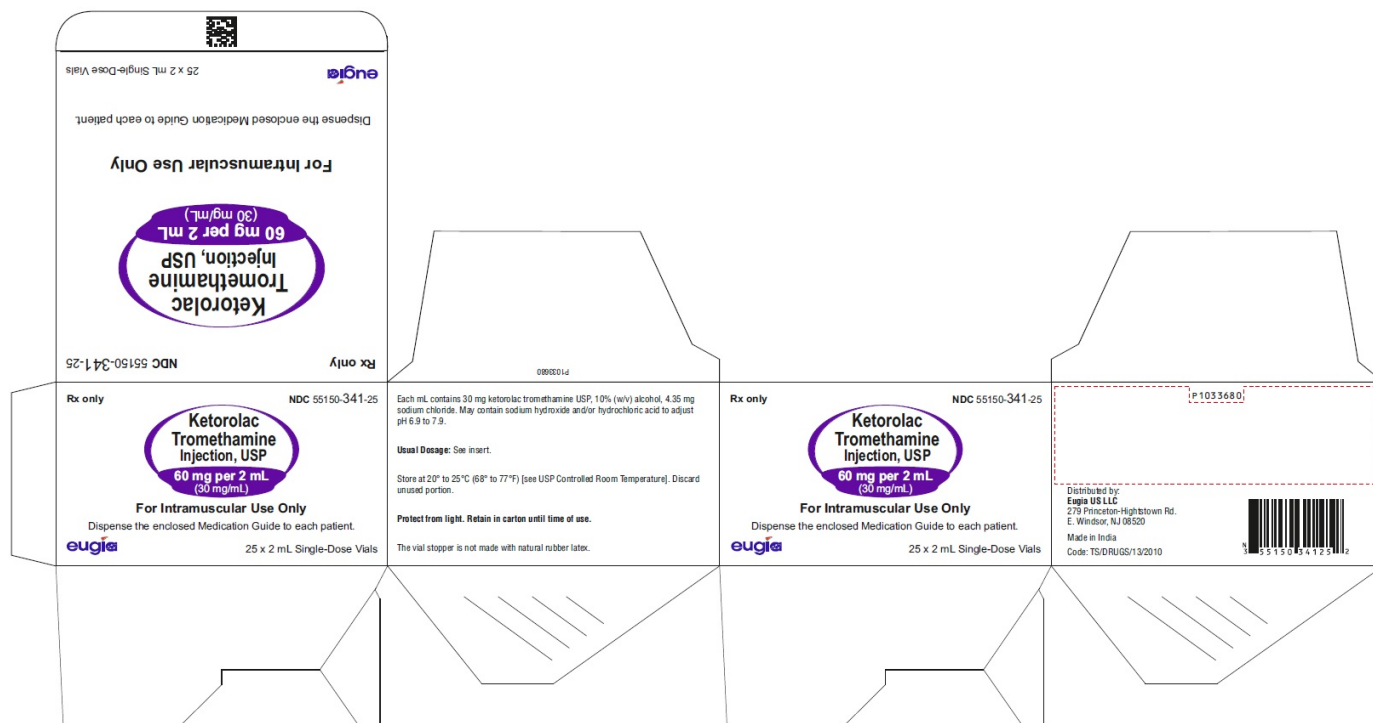 25 x 2 mL Single-Dose Vials
eugia
Dispense the enclosed Medication Guide to each patient.
For Intramuscular Use Only
(30 mg/mL)
60 mg per 2 mL
Injection, USP
Tromethamine
Ketorolac
NDC 55150-341-25
Rx only
P1033680
Rx only
NDC 55150-341-25
Ketorolac
Tromethamine
Injection, USP
60 mg per 2 mL
(30 mg/mL)
For Intramuscular Use Only
Dispense the enclosed Medication Guide to each patient.
eugia
25 x 2 mL Single-Dose Vials
Each mL contains 30 mg ketorolac tromethamine USP, 10% (w/v) alcohol, 4.35 mg
sodium chloride. May contain sodium hydroxide and/or hydrochloric acid to adjust
pH 6.9 to 7.9.
Usual Dosage: See insert.
Store at 20° to 25°C (68° to 77°F) [see USP Controlled Room Temperature]. Discard
unused portion.
Protect from light. Retain in carton until time of use.
The vial stopper is not made with natural rubber latex.
Rx only
NDC 55150-341-25
Ketorolac
Tromethamine
Injection, USP
60 mg per 2 mL
(30 mg/mL)
For Intramuscular Use Only
Dispense the enclosed Medication Guide to each patient.
eugia
25 x 2 mL Single-Dose Vials
P1033680
Distributed by:
Eugia US LLC
279 Princeton-Hightstown Rd.
E. Windsor, NJ 08520
Made in India
Code: TS/DRUGS/13/2010
N
3 55150 34125 2